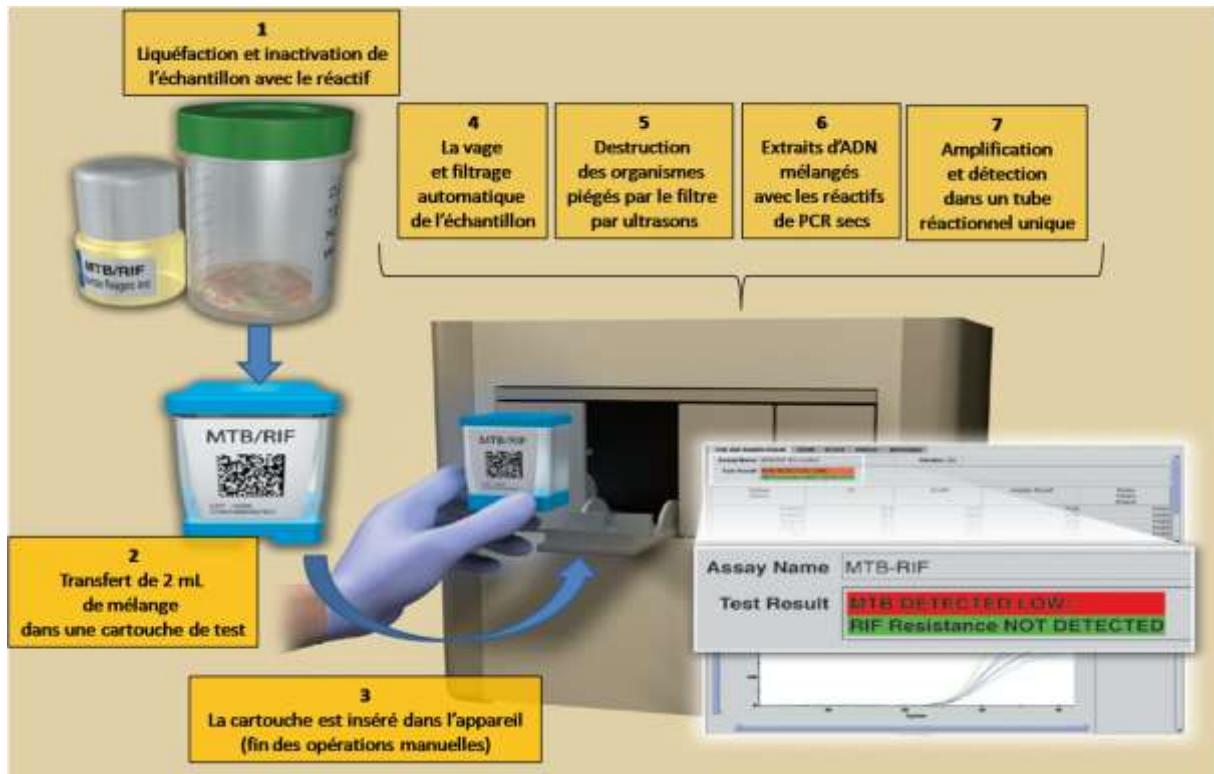 1
Liquéfaction et inactivation de
l'échantillon avec le réactif
4
La vage
et filtrage
automatique
de l'échantillon
5
Destruction
des organismes
piégés par le filtre
par ultrasons
6
Extraits d'ADN
mélangés
avec les réactifs
de PCR secs
7
Amplification
et détection
dans un tube
réactionnel unique
MTB/RIF
MTB/RIF
MTB/RIF
2
Transfert de 2 mL
de mélange
dans une cartouche de test
3
La cartouche est inséré dans l'appareil
(fin des opérations manuelles)
Assay Name MTB-RIF
Test Result MTB DETECTED LOW;
RIF Resistance NOT DETECTED